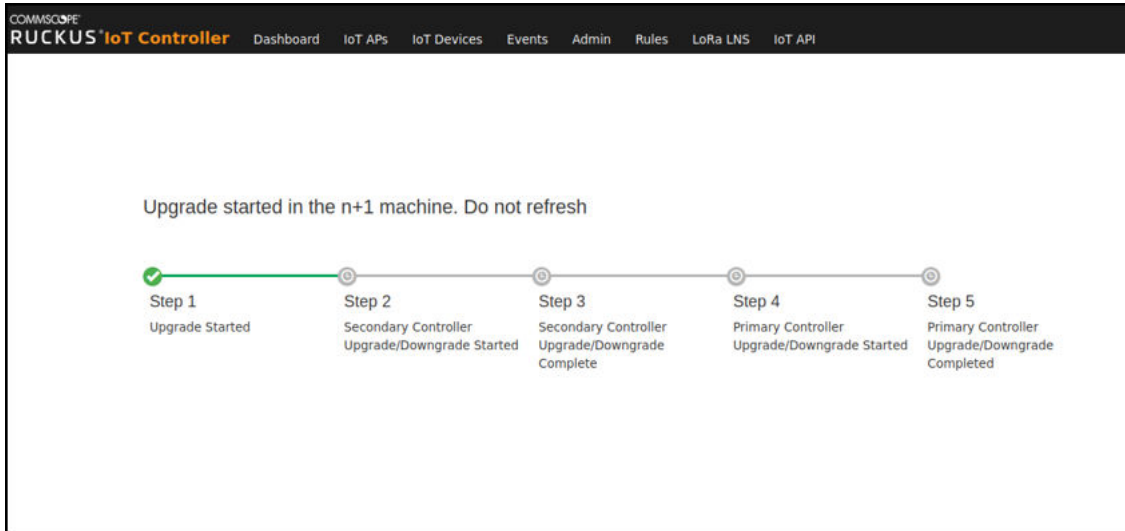 COMMSCOPE
RUCKUS IoT Controller Dashboard IoT APs IoT Devices Events Admin Rules LoRa LNS IoT API
Upgrade started in the n+1 machine. Do not refresh
Step 1
Upgrade Started
Step 2
Secondary Controller
Upgrade/Downgrade Started
Step 3
Secondary Controller
Upgrade/Downgrade
Complete
Step 4
Primary Controller
Upgrade/Downgrade Started
Step 5
Primary Controller
Upgrade/Downgrade
Completed